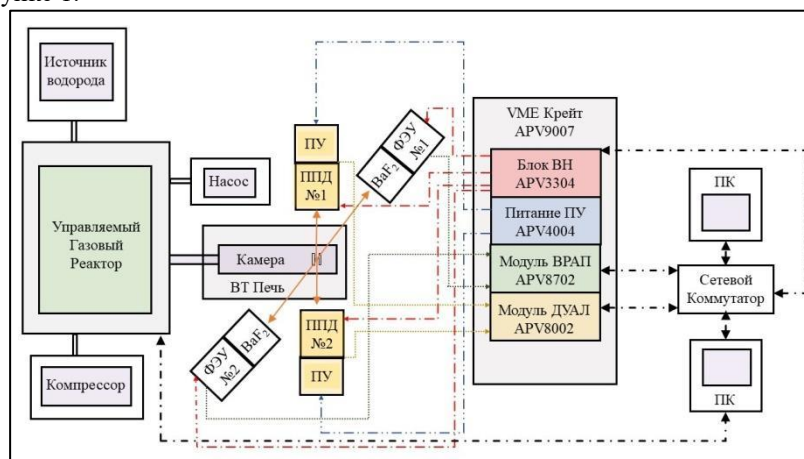 Источник
водорода
Управляемый
Газовый
Реактор
Насос
Камера
ВТ Печь
Компрессор
ПУ
ППД
№1
BaF2
ФЭУ
№1
ФЭУ
№2
BaF2
ППД
№2
ПУ
VME Крейт
APV9007
Блок ВН
APV3304
Питание ПУ
APV4004
Модуль ВРАП
APV8702
Модуль ДУАЛ
APV8002
ПК
Сетевой
Коммутатор
ПК